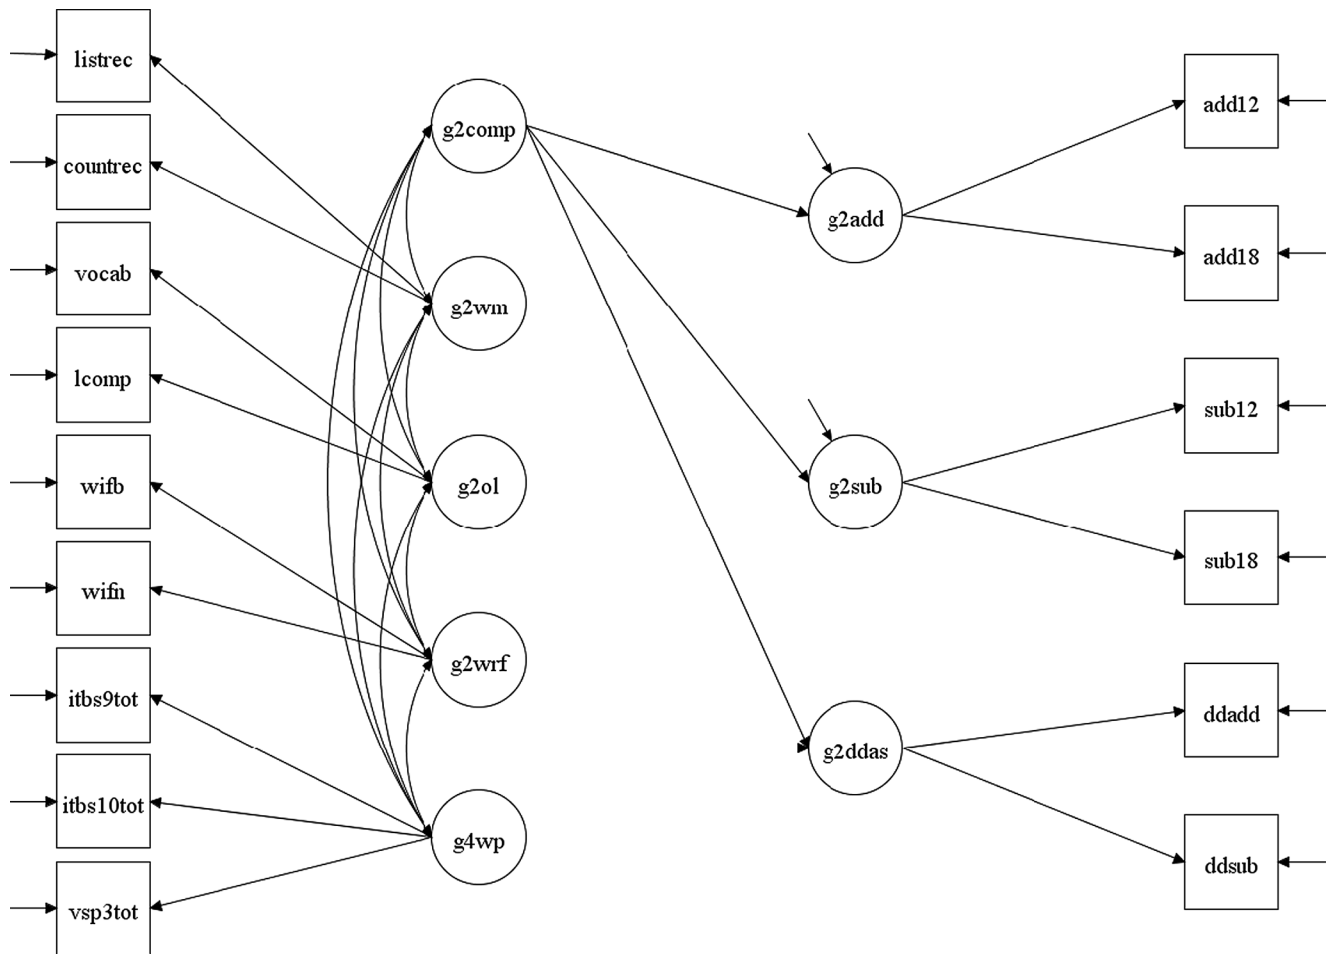 listrec
countrec
vocab
lcomp
wifb
wifn
itbs9tot
itbs10tot
vsp3tot
g2comp
g2wm
g2ol
g2wrf
g4wp
g2add
g2sub
g2ddas
add12
add18
sub12
sub18
ddadd
ddsub